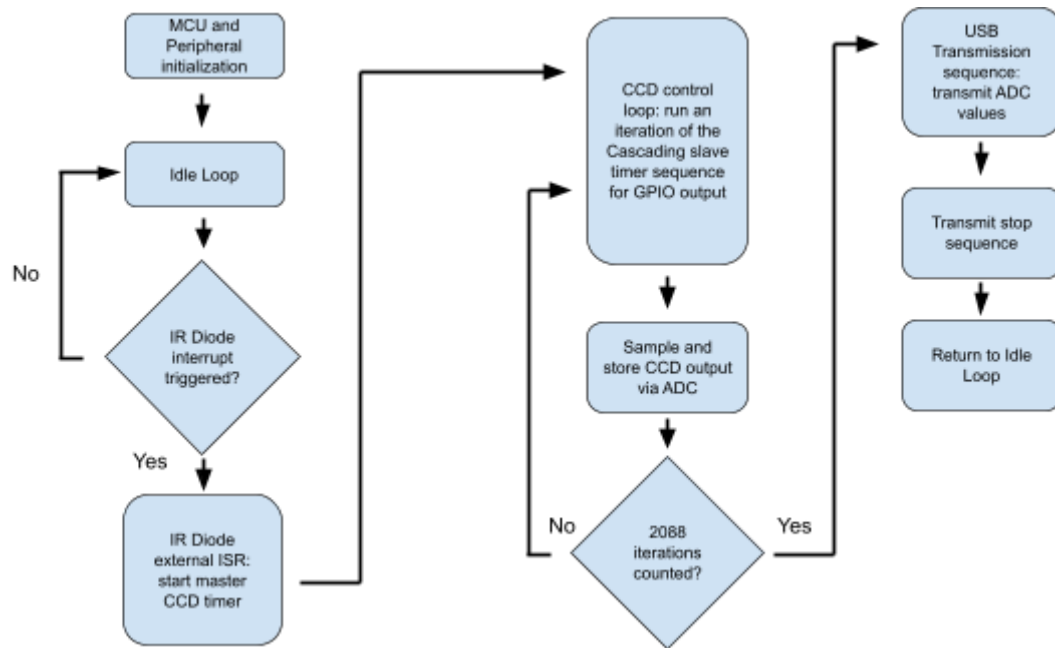 MCU and
Peripheral
initialization
Idle Loop
No
IR Diode
interrupt
triggered?
Yes
IR Diode
external ISR:
start master
CCD timer
CCD control
loop: run an
iteration of the
Cascading slave
timer sequence
for GPIO output
Sample and
store CCD output
via ADC
No
2088
iterations
counted?
Yes
USB
Transmission
sequence:
transmit ADC
values
Transmit stop
sequence
Return to Idle
Loop